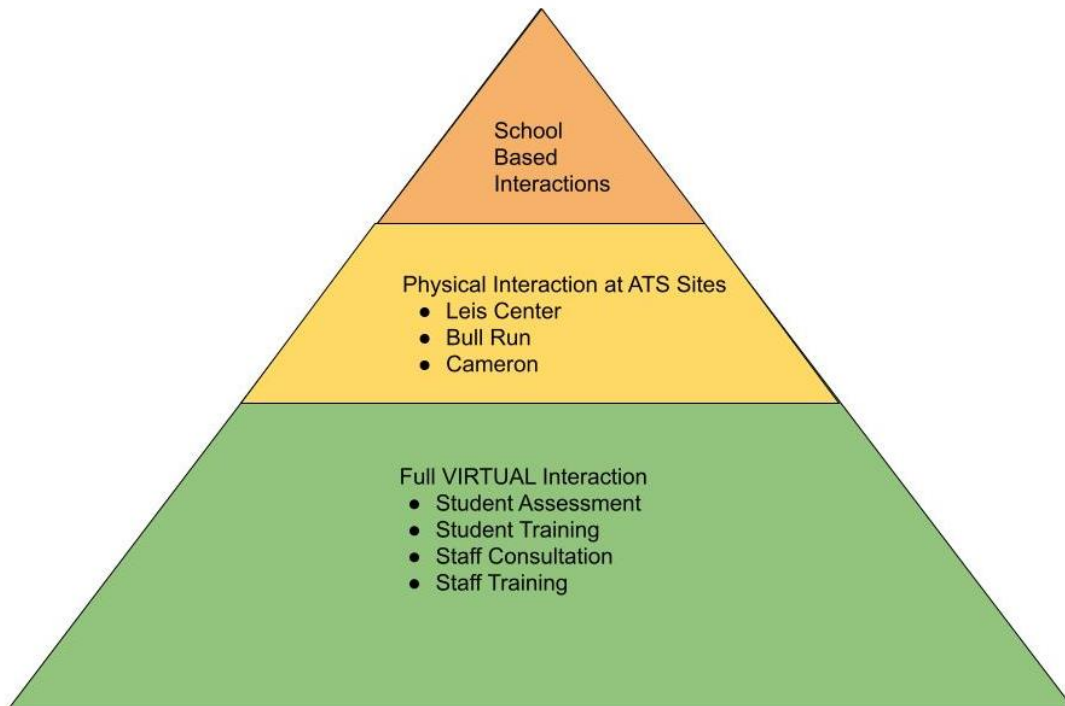 School
Based
Interactions
Physical Interaction at ATS Sites
● Leis Center
● Bull Run
● Cameron
Full VIRTUAL Interaction
● Student Assessment
● Student Training
● Staff Consultation
● Staff Training